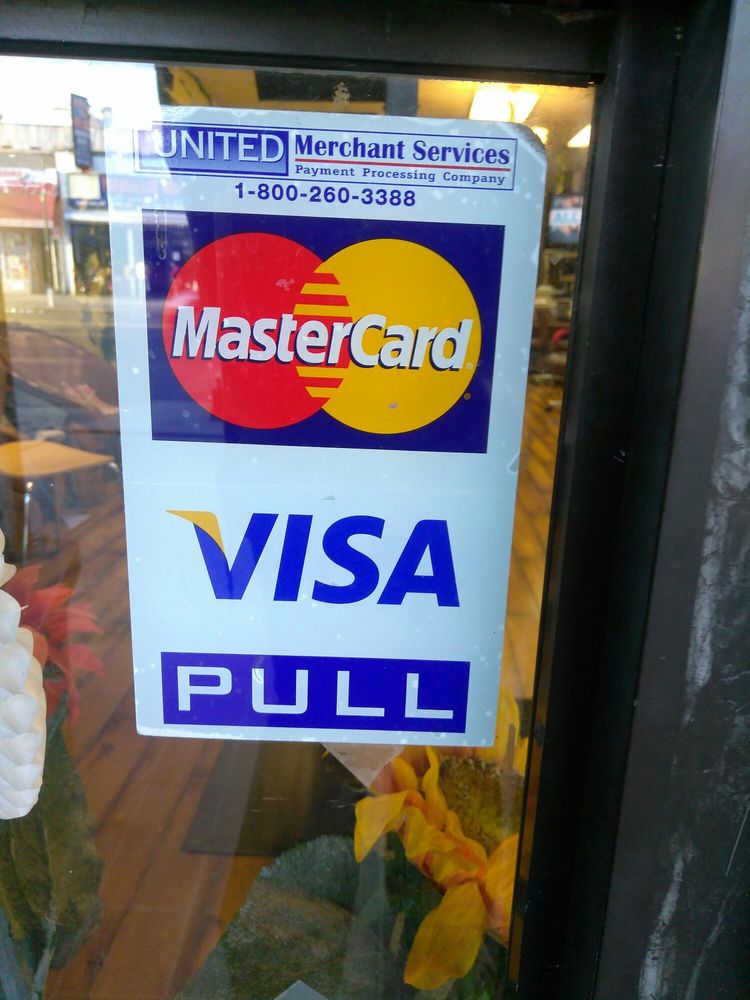 UNITED Merchant Services
Payment Processing Company
1-800-260-3388
MasterCard
VISA
PULL